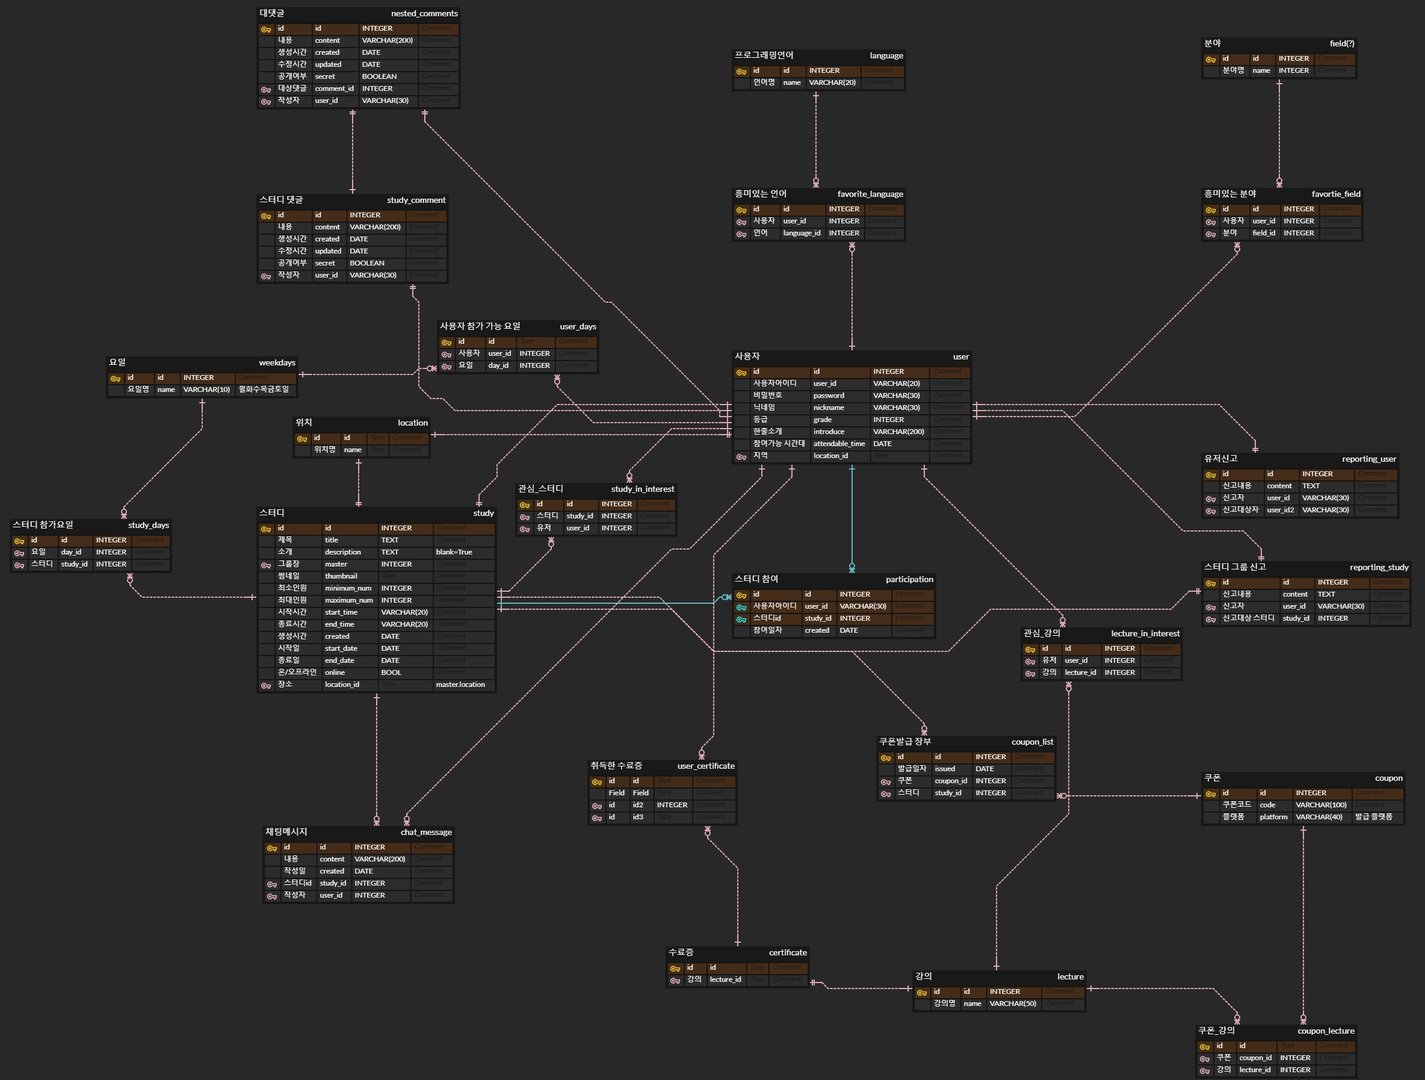 대댓글 nested_comments
id id INTEGER Comment
내용 content VARCHAR(200) Comment
생성시간 created DATE Comment
수정시간 updated DATE Comment
공개여부 secret BOOLEAN Comment
대상댓글 comment_id INTEGER Comment
작성자 user_id VARCHAR(30) Comment
프로그래밍언어 language
id id INTEGER Comment
언어명 name VARCHAR(20) Comment
분야 field(?)
id id INTEGER Comment
분야명 name INTEGER Comment
스터디 댓글 study_comment
id id INTEGER Comment
내용 content VARCHAR(200) Comment
생성시간 created DATE Comment
수정시간 updated DATE Comment
공개여부 secret BOOLEAN Comment
작성자 user_id VARCHAR(30) Comment
흥미있는 언어 favorite_language
id id INTEGER Comment
사용자 user_id INTEGER Comment
언어 language_id INTEGER Comment
흥미있는 분야 favortie_field
id id INTEGER Comment
사용자 user_id INTEGER Comment
분야 field_id INTEGER Comment
사용자 참가 가능 요일 user_days
id id Type Comment
사용자 user_id INTEGER Comment
요일 day_id INTEGER Comment
요일 weekdays
id id INTEGER Comment
요일명 name VARCHAR(10) 월화수목금토일
사용자 user
id id INTEGER Comment
사용자아이디 user_id VARCHAR(20) Comment
비밀번호 password VARCHAR(30) Comment
닉네임 nickname VARCHAR(30) Comment
등급 grade INTEGER Comment
한줄소개 introduce VARCHAR(200) Comment
참여가능 시간대 attendable_time DATE Comment
지역 location_id Type Comment
위치 location
id id Type Comment
위치명 name Type Comment
유저신고 reporting_user
id id INTEGER Comment
신고내용 content TEXT Comment
신고자 user_id VARCHAR(30) Comment
신고대상자 user_id2 VARCHAR(30) Comment
관심_스터디 study_in_interest
id id INTEGER Comment
스터디 study_id INTEGER Comment
유저 user_id INTEGER Comment
스터디 참가요일 study_days
id id INTEGER Comment
요일 day_id INTEGER Comment
스터디 study_id INTEGER Comment
스터디 study
id id INTEGER Comment
제목 title TEXT Comment
소개 description TEXT blank=True
그룹장 master INTEGER Comment
썸네일 thumbnail Type Comment
최소인원 minimum_num INTEGER Comment
최대인원 maximum_num INTEGER Comment
시작시간 start_time VARCHAR(20) Comment
종료시간 end_time VARCHAR(20) Comment
생성시간 created DATE Comment
시작일 start_date DATE Comment
종료일 end_date DATE Comment
온/오프라인 online BOOL Comment
장소 location_id Type master.location
스터디 참여 participation
id id INTEGER Comment
사용자아이디 user_id VARCHAR(30) Comment
스터디id study_id INTEGER Comment
참여일자 created DATE Comment
스터디 그룹 신고 reporting_study
id id INTEGER Comment
신고내용 content TEXT Comment
신고자 user_id VARCHAR(30) Comment
신고대상 스터디 study_id INTEGER Comment
관심_강의 lecture_in_interest
id id INTEGER Comment
유저 user_id INTEGER Comment
강의 lecture_id INTEGER Comment
쿠폰발급 장부 coupon_list
id id INTEGER Comment
발급일자 issued DATE Comment
쿠폰 coupon_id INTEGER Comment
스터디 study_id INTEGER Comment
취득한 수료증 user_certificate
id id Type Comment
Field Field Type Comment
id id2 INTEGER Comment
id id3 Type Comment
쿠폰 coupon
id id INTEGER Comment
쿠폰코드 code VARCHAR(100) Comment
플랫폼 platform VARCHAR(40) 발급 플랫폼
채팅메시지 chat_message
id id INTEGER Comment
내용 content VARCHAR(200) Comment
작성일 created DATE Comment
스터디id study_id INTEGER Comment
작성자 user_id INTEGER Comment
수료증 certificate
id id Type Comment
강의 lecture_id Type Comment
강의 lecture
id id INTEGER Comment
강의명 name VARCHAR(50) Comment
쿠폰_강의 coupon_lecture
id id Type Comment
쿠폰 coupon_id INTEGER Comment
강의 lecture_id INTEGER Comment